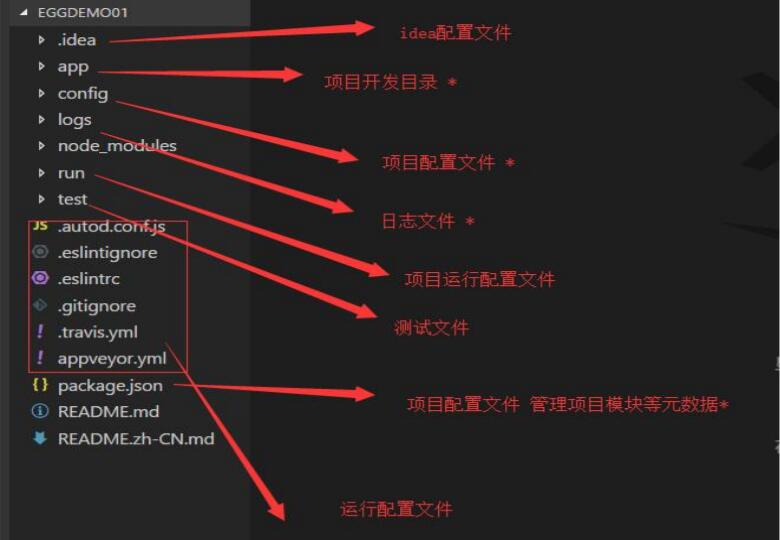 EGGDEMO01
.idea
idea配置文件
app
项目开发目录 *
config
logs
node_modules
项目配置文件 *
run
test
日志文件 *
JS .autod.conf.js
.eslintignore
.eslintrc
项目运行配置文件
.gitignore
! .travis.yml
测试文件
! appveyor.yml
{} package.json
项目配置文件 管理项目模块等元数据*
README.md
README.zh-CN.md
运行配置文件